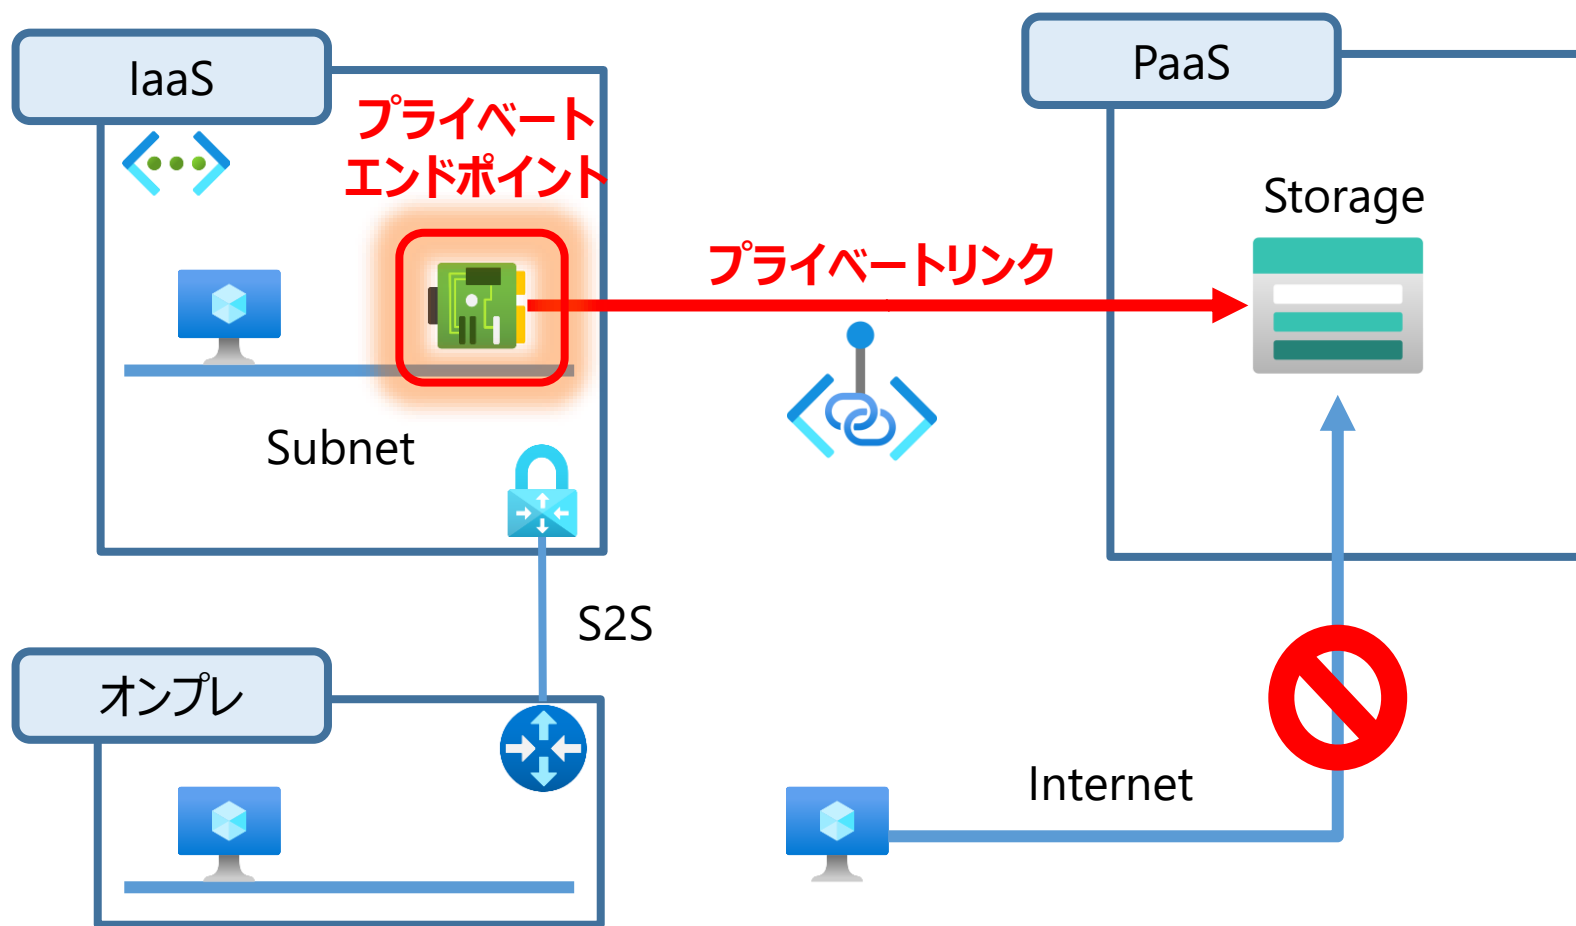 IaaS
PaaS
プライベート
エンドポイント
Storage
プライベートリンク
Subnet
S2S
オンプレ
Internet